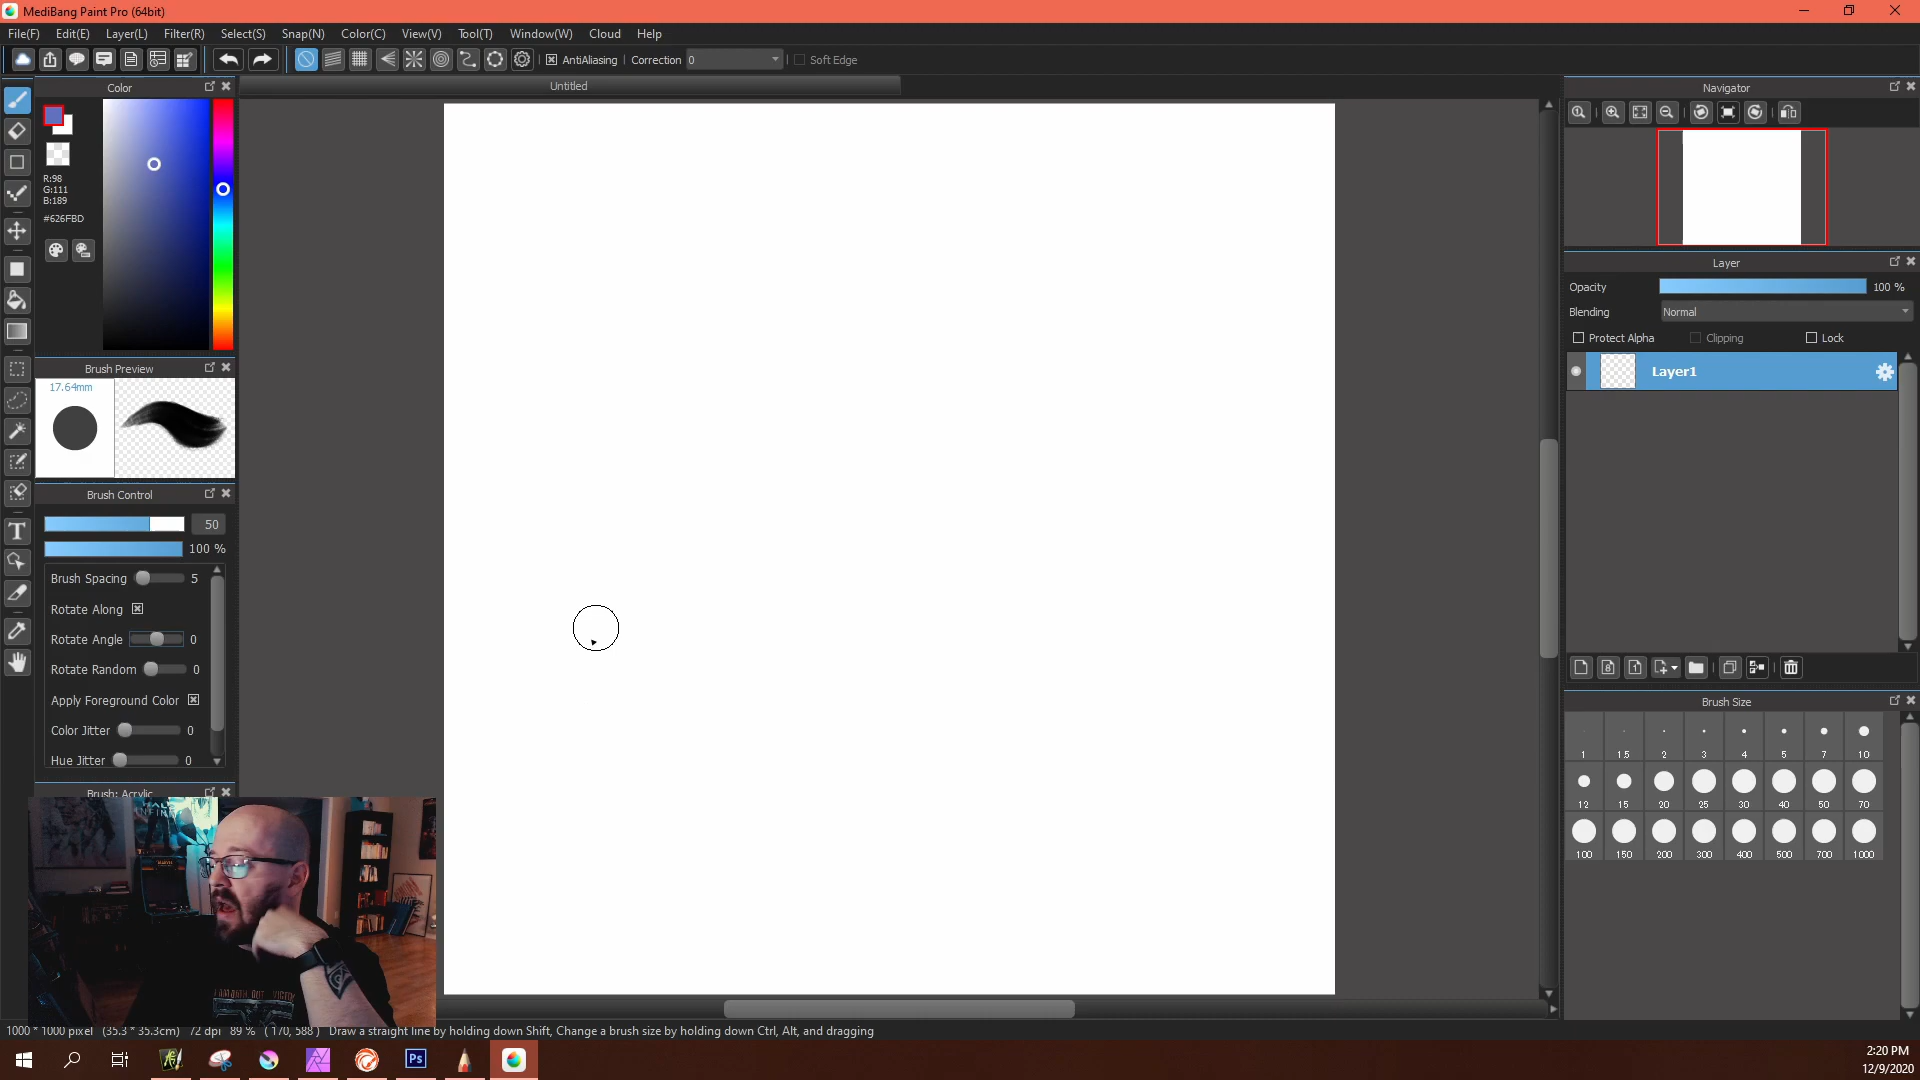 MediBang Paint Pro (64bit)
File(F) Edit(E) Layer(L) Filter(R) Select(S) Snap(N) Color(C) View(V) Tool(T) Window(W) Cloud Help
AntiAliasing Correction 0 Soft Edge
Color
Untitled
Navigator
R:98
G:111
B:189
#626FBD
Layer
Opacity 100 %
Blending Normal
Protect Alpha Clipping Lock
Layer1
Brush Preview
17.64mm
Brush Control
50
100 %
Brush Spacing 5
Rotate Along
Rotate Angle 0
Rotate Random 0
Apply Foreground Color
Color Jitter 0
Hue Jitter 0
Brush: Acrylic
T
8
1
Brush Size
1 1.5 2 3 4 5 7 10
12 15 20 25 30 40 50 70
100 150 200 300 400 500 700 1000
HALO
INFINITE
1000 * 1000 pixel (35.3 * 35.3cm) 72 dpi 89 % ( 170, 588 ) Draw a straight line by holding down Shift, Change a brush size by holding down Ctrl, Alt, and dragging
Ps
2:20 PM
12/9/2020